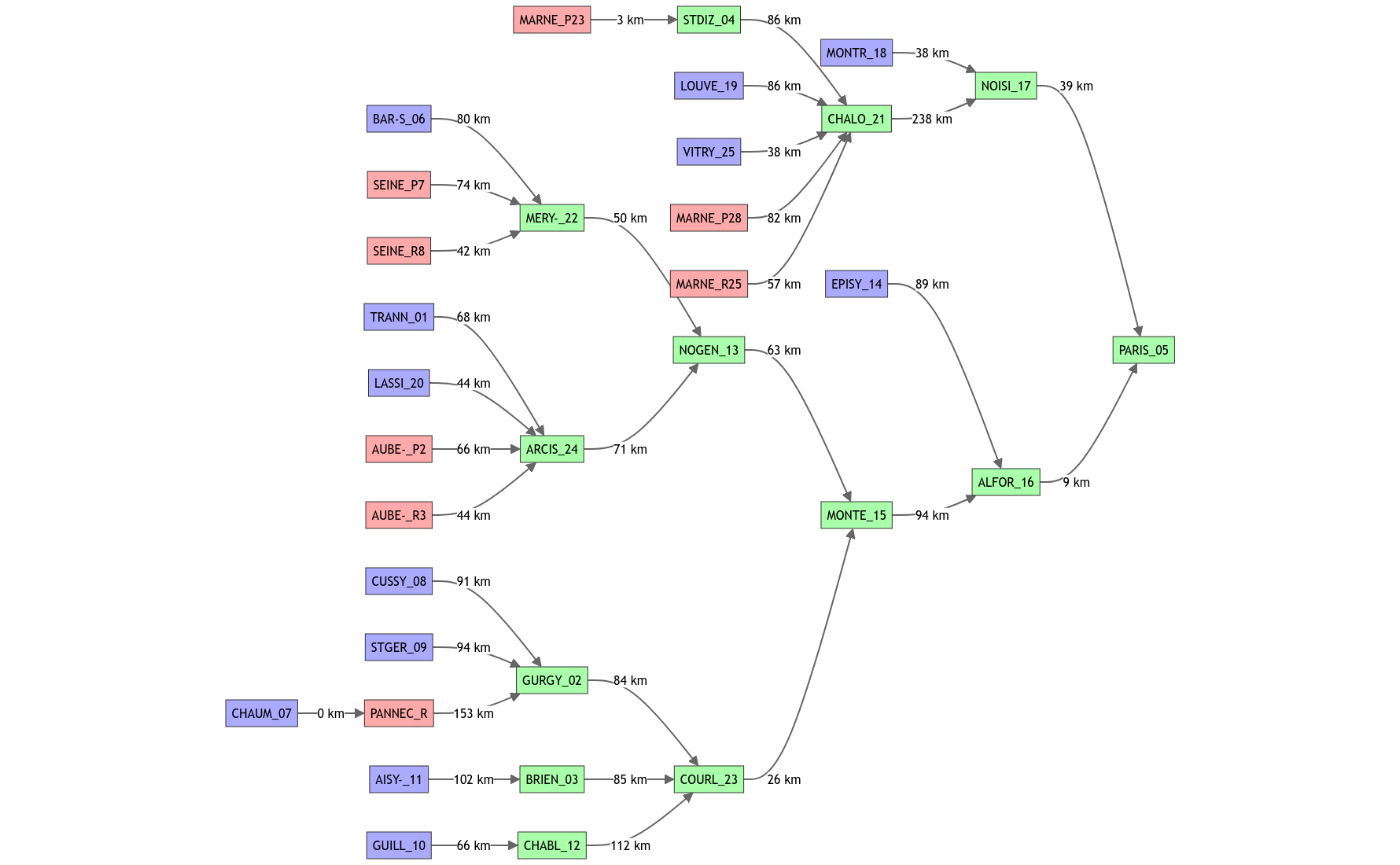 MARNE_P23 3 km STDIZ_04 86 km
MONTR_18 38 km
LOUVE_19 86 km NOISI_17 39 km
BAR-S_06 80 km CHALO_21 238 km
VITRY_25 38 km
SEINE_P7 74 km
MERY-_22 50 km MARNE_P28 82 km
SEINE_R8 42 km
MARNE_R25 57 km EPISY_14 89 km
TRANN_01 68 km
NOGEN_13 63 km PARIS_05
LASSI_20 44 km
AUBE-_P2 66 km ARCIS_24 71 km
ALFOR_16 9 km
AUBE-_R3 44 km MONTE_15 94 km
CUSSY_08 91 km
STGER_09 94 km
GURGY_02 84 km
CHAUM_07 0 km PANNEC_R 153 km
AISY-_11 102 km BRIEN_03 85 km COURL_23 26 km
GUILL_10 66 km CHABL_12 112 km